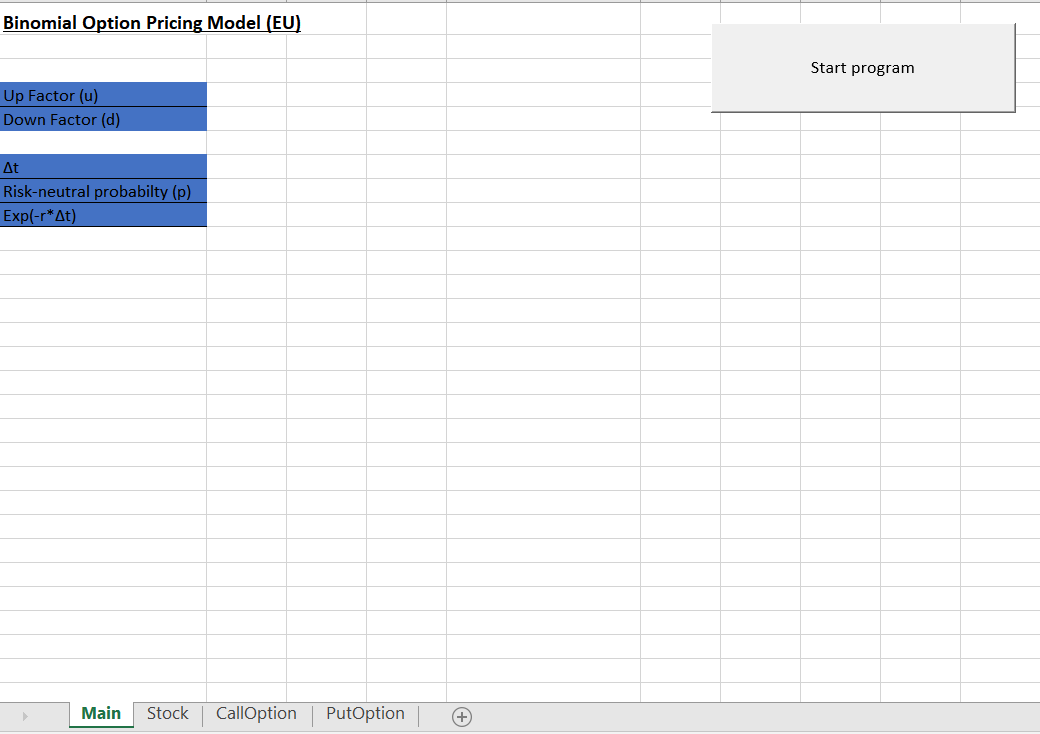 Binomial Option Pricing Model (EU)
Start program
Up Factor (u)
Down Factor (d)
Δt
Risk-neutral probabilty (p)
Exp(-r*Δt)
Main Stock CallOption PutOption